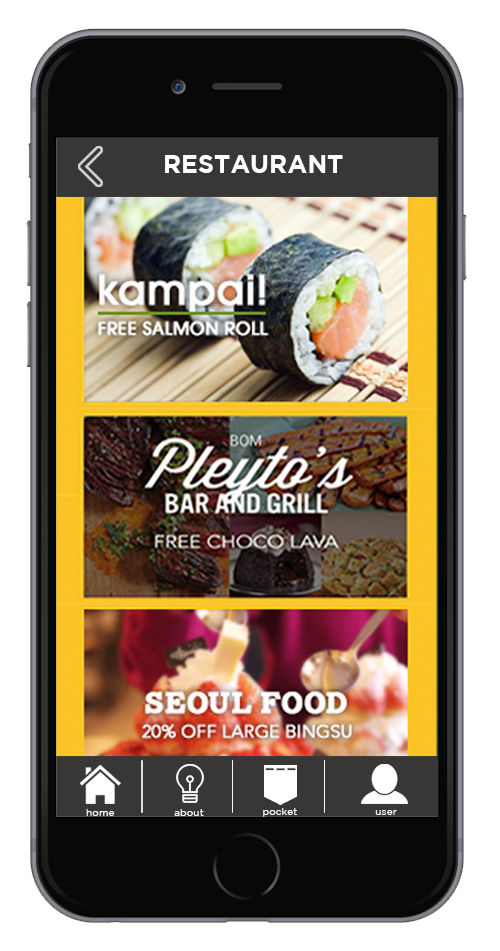 RESTAURANT
kampai!
FREE SALMON ROLL
BOM
Pleyto's
BAR AND GRILL
FREE CHOCO LAVA
SEOUL FOOD
20% OFF LARGE BINGSU
home about pocket user